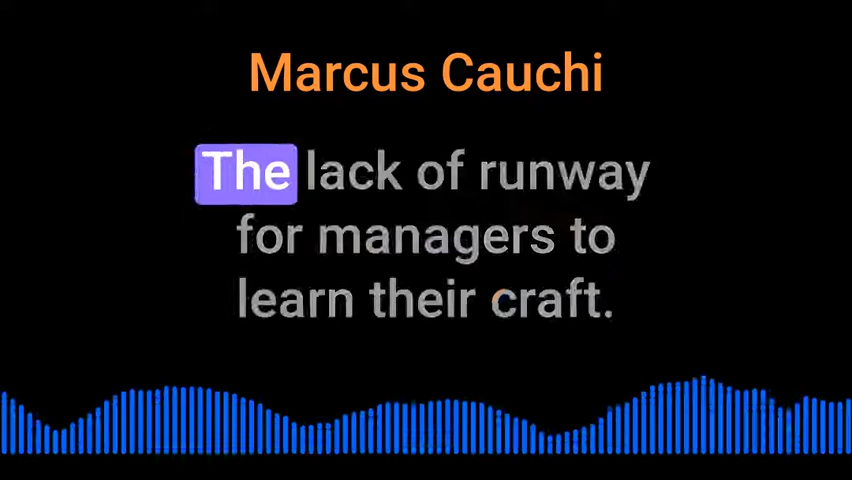 Marcus Cauchi
The lack of runway
for managers to
learn their craft.